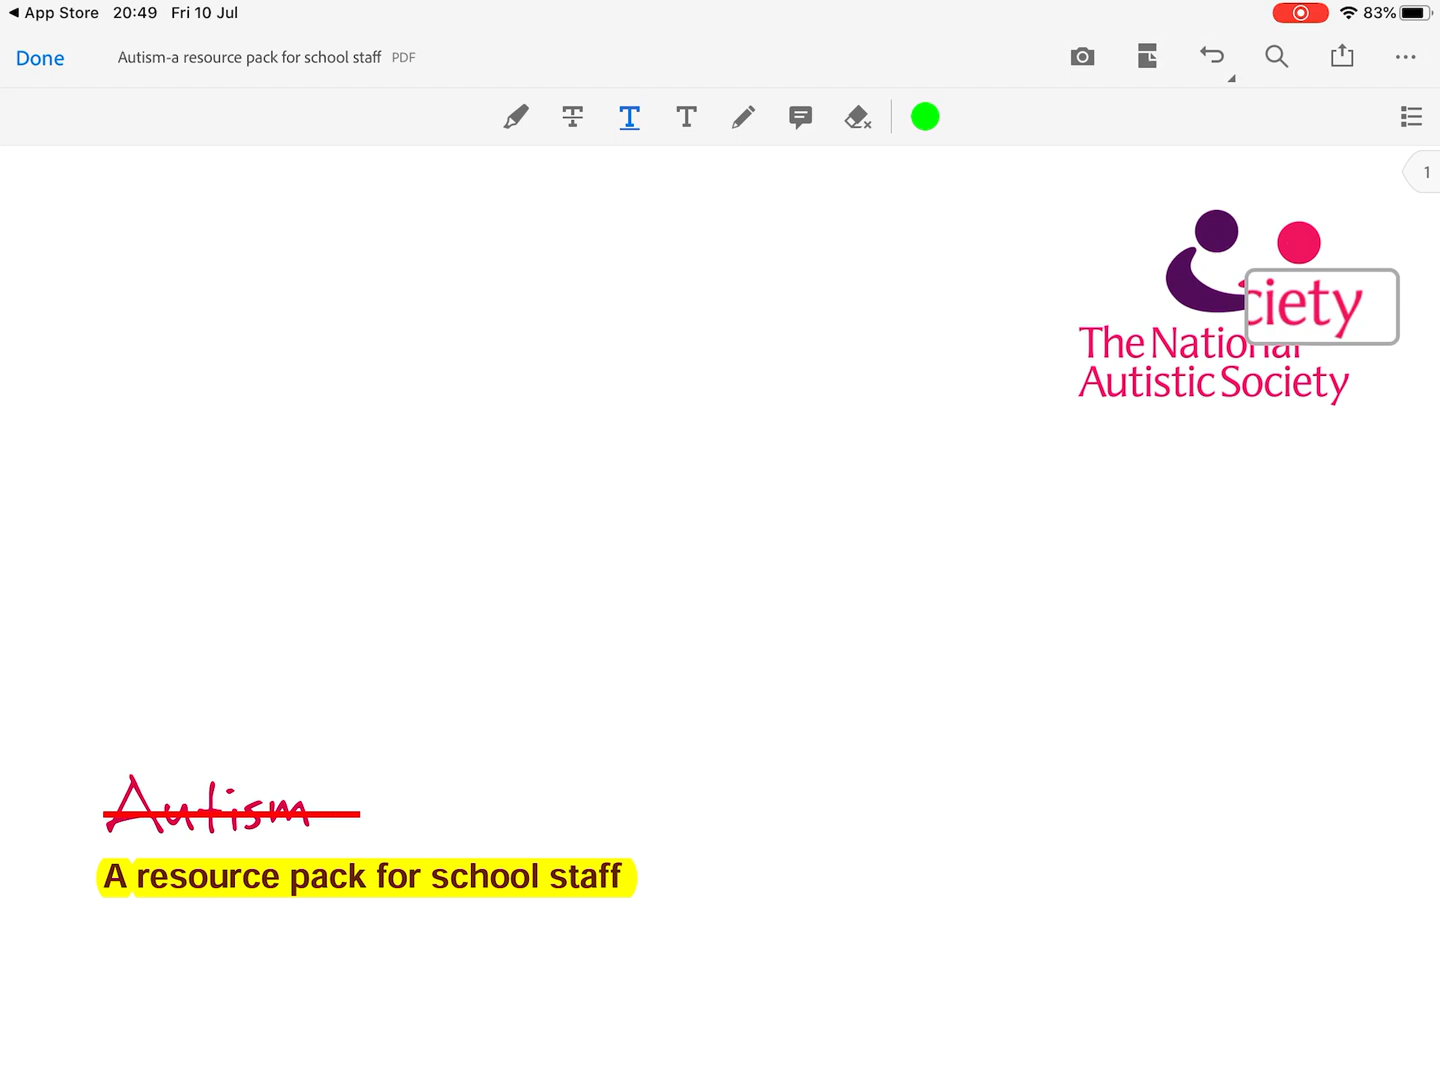 App Store 20:49 Fri 10 Jul 83%
Done Autism-a resource pack for school staff PDF
T T T
1
ciety
The National
Autistic Society
Autism
A resource pack for school staff